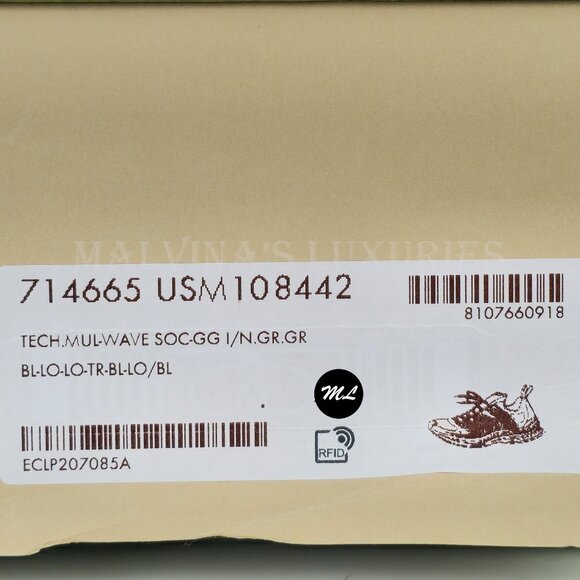 MALVINA'S LUXURIES
714665 USM108442
8107660918
TECH.MUL-WAVE SOC-GG I/N.GR.GR
BL-LO-LO-TR-BL-LO/BL
ML
RFID
ECLP207085A